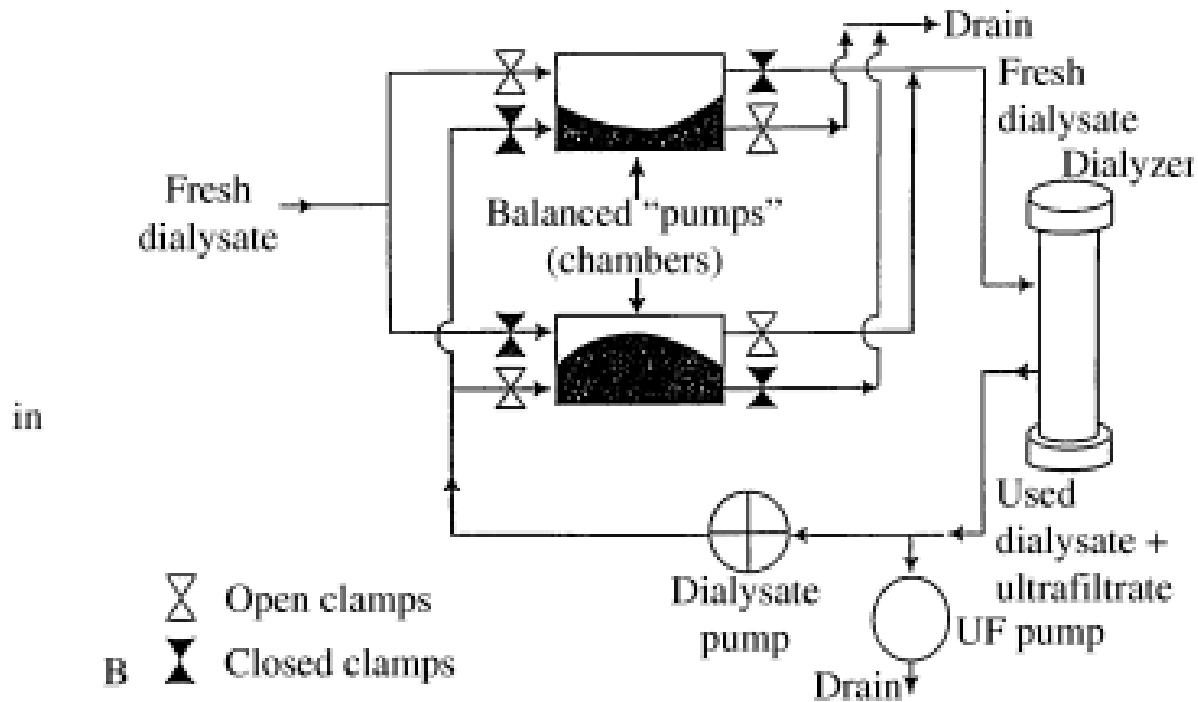 Drain
Fresh
dialysate
Dialyzer
Fresh
dialysate
Balanced “pumps”
(chambers)
in
Used
dialysate +
ultrafiltrate
Dialysate
pump
UF pump
Drain
Open clamps
Closed clamps
B